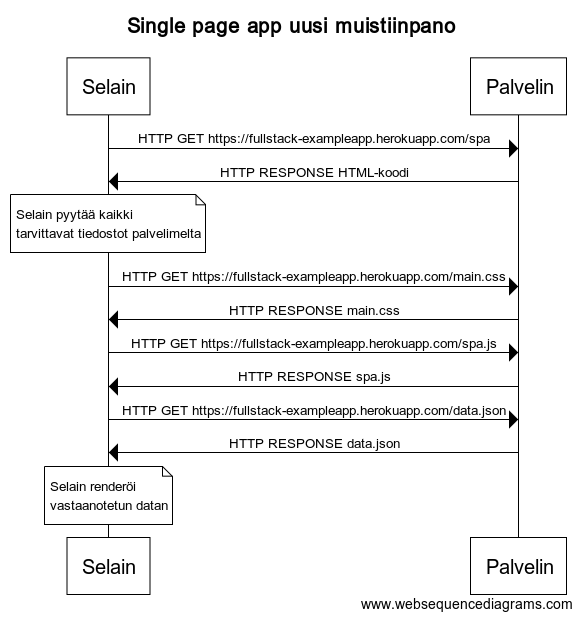 Single page app uusi muistiinpano
Selain
Palvelin
HTTP GET https://fullstack-exampleapp.herokuapp.com/spa
HTTP RESPONSE HTML-koodi
Selain pyytää kaikki
tarvittavat tiedostot palvelimelta
HTTP GET https://fullstack-exampleapp.herokuapp.com/main.css
HTTP RESPONSE main.css
HTTP GET https://fullstack-exampleapp.herokuapp.com/spa.js
HTTP RESPONSE spa.js
HTTP GET https://fullstack-exampleapp.herokuapp.com/data.json
HTTP RESPONSE data.json
Selain renderöi
vastaanotetun datan
Selain
Palvelin
www.websequencediagrams.com